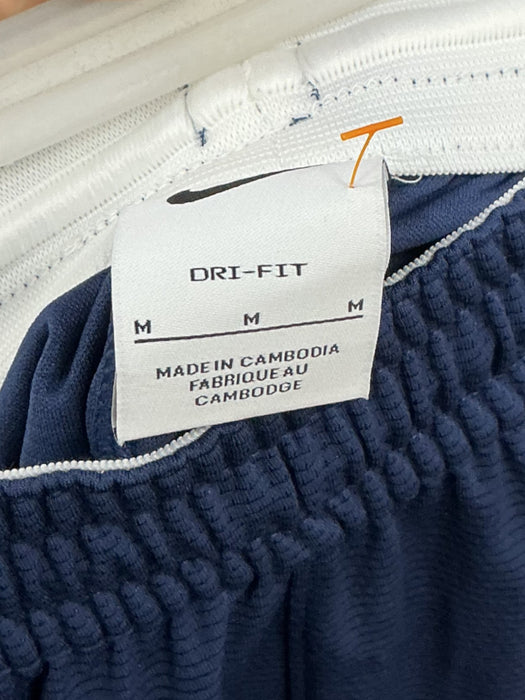 DRI-FIT
M M M
MADE IN CAMBODIA
FABRIQUE AU
CAMBODGE